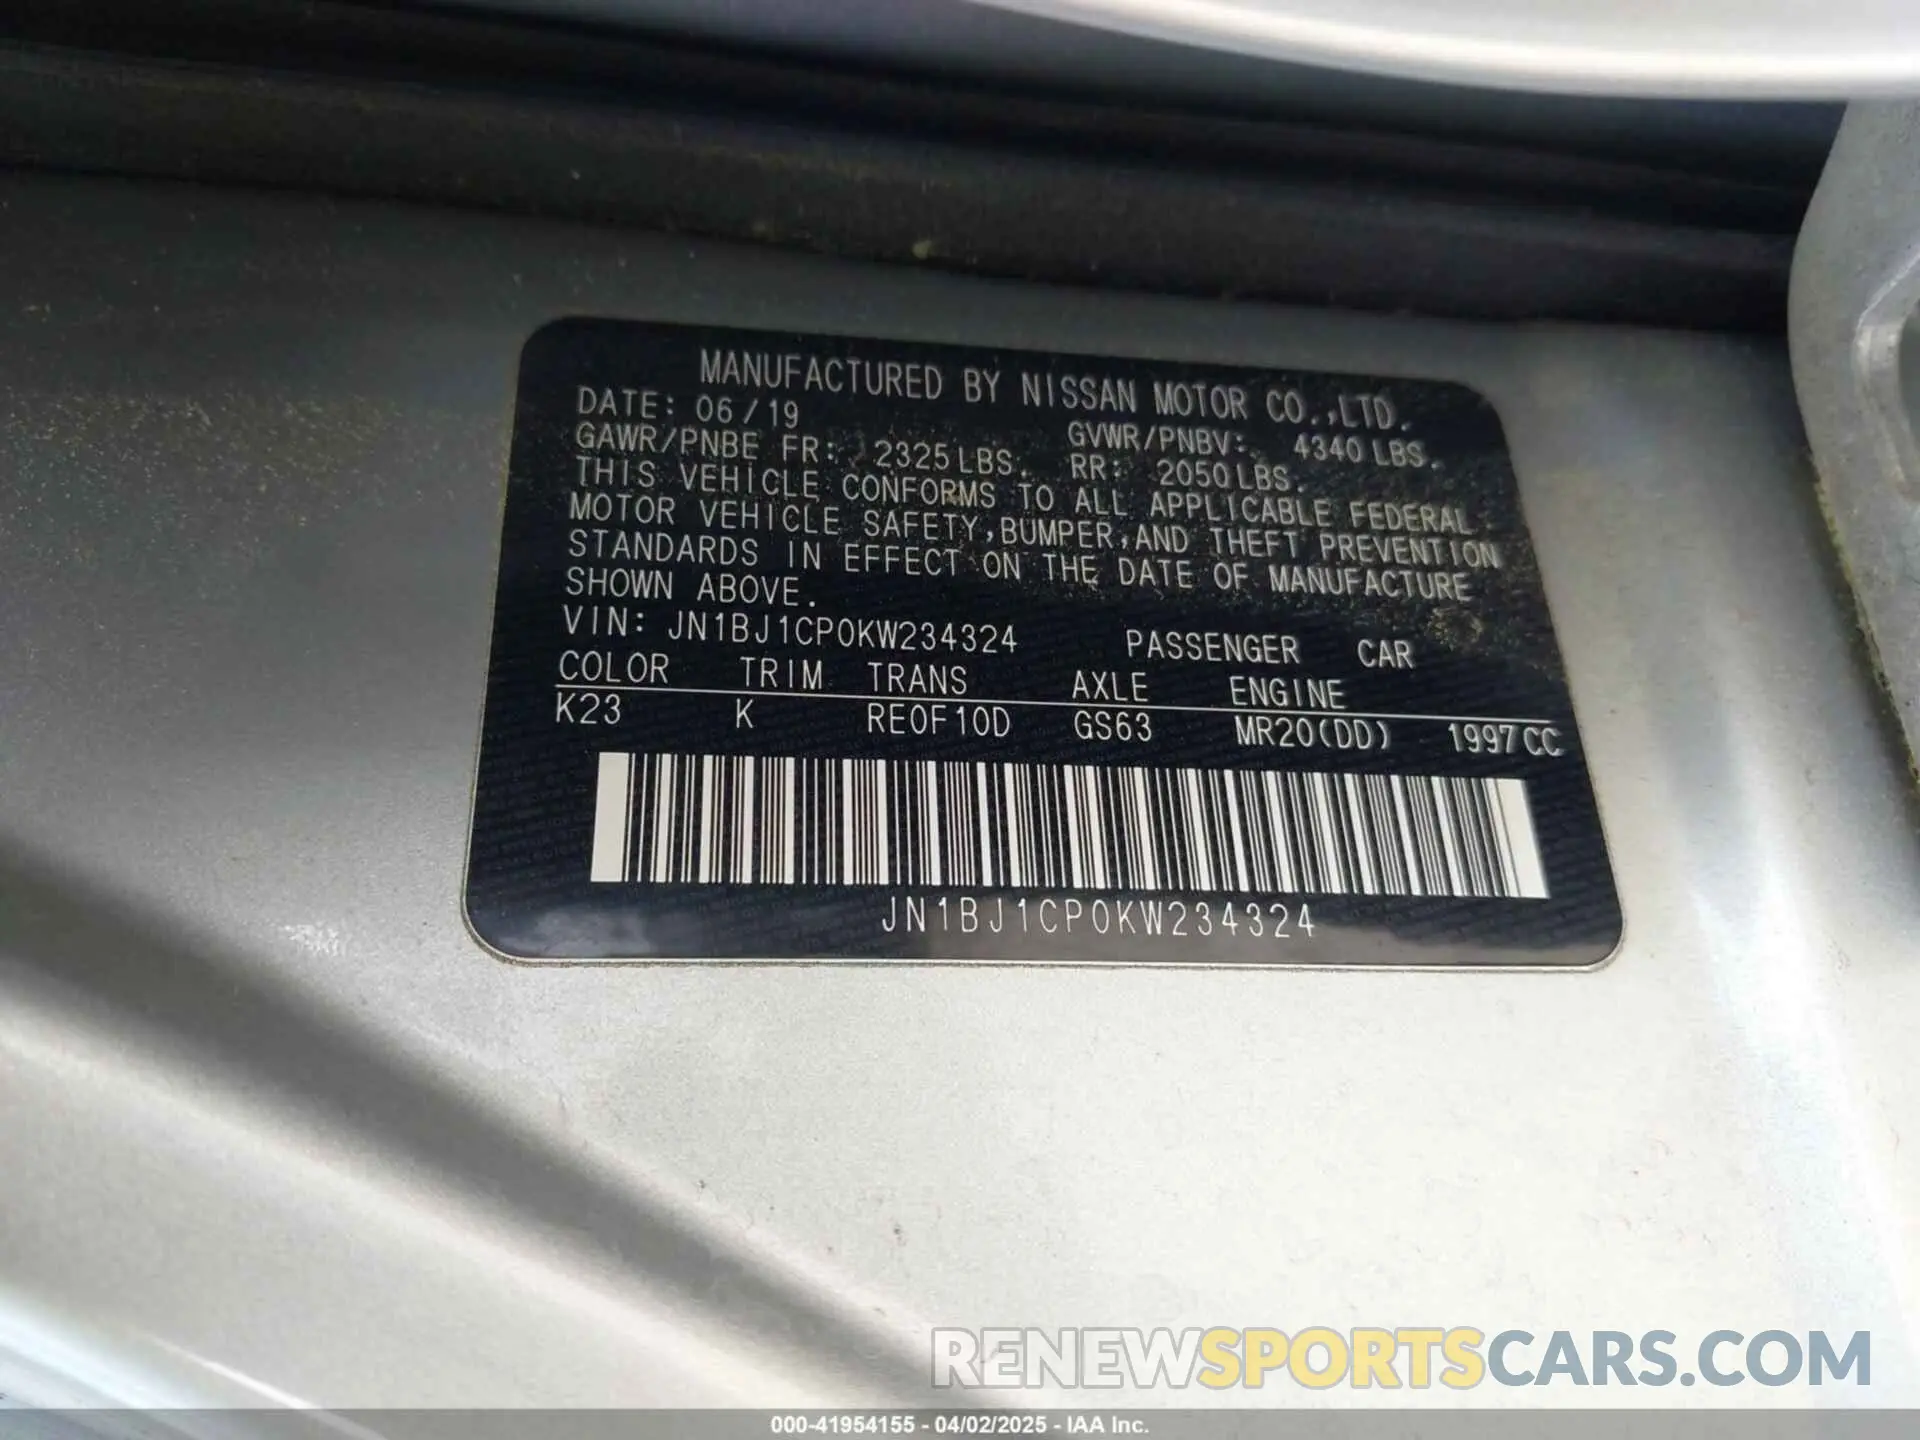 MANUFACTURED BY NISSAN MOTOR CO.,LTD.
DATE: 06/19 GVWR/PNBV: 4340 LBS.
GAWR/PNBE FR: 2325 LBS. RR: 2050 LBS.
THIS VEHICLE CONFORMS TO ALL APPLICABLE FEDERAL
MOTOR VEHICLE SAFETY,BUMPER,AND THEFT PREVENTION
STANDARDS IN EFFECT ON THE DATE OF MANUFACTURE
SHOWN ABOVE.
VIN: JN1BJ1CP0KW234324 PASSENGER CAR
COLOR TRIM TRANS AXLE ENGINE
K23 K RE0F10D GS63 MR20(DD) 1997CC
JN1BJ1CP0KW234324
RENEWSPORTSCARS.COM
000-41954155 - 04/02/2025 - IAA Inc.